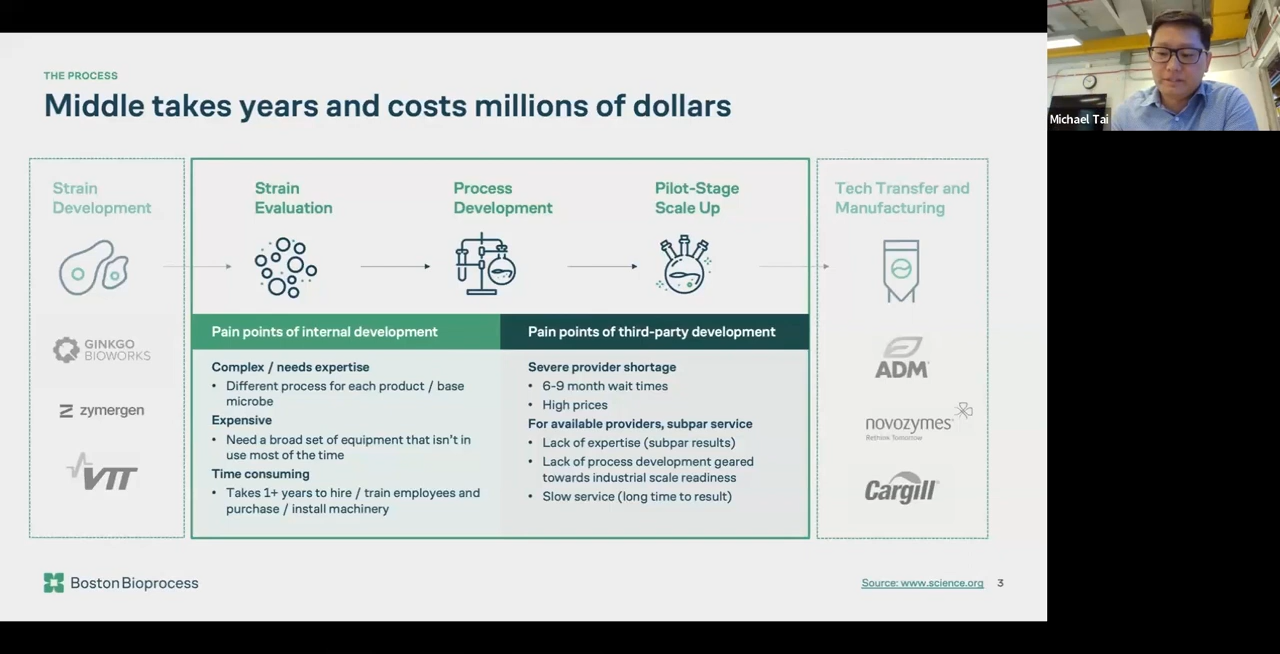 THE PROCESS
Middle takes years and costs millions of dollars
Michael Tai
Strain
Development
Strain
Evaluation
Process
Development
Pilot-Stage
Scale Up
Tech Transfer and
Manufacturing
GINKGO
BIOWORKS
zymergen
VTT
Pain points of internal development
Complex / needs expertise
• Different process for each product / base
microbe
Expensive
• Need a broad set of equipment that isn't in
use most of the time
Time consuming
• Takes 1+ years to hire / train employees and
purchase / install machinery
Pain points of third-party development
Severe provider shortage
• 6-9 month wait times
• High prices
For available providers, subpar service
• Lack of expertise (subpar results)
• Lack of process development geared
towards industrial scale readiness
• Slow service (long time to result)
ADM
novozymes
Rethink Tomorrow
Cargill
Boston Bioprocess
Source: www.science.org
3